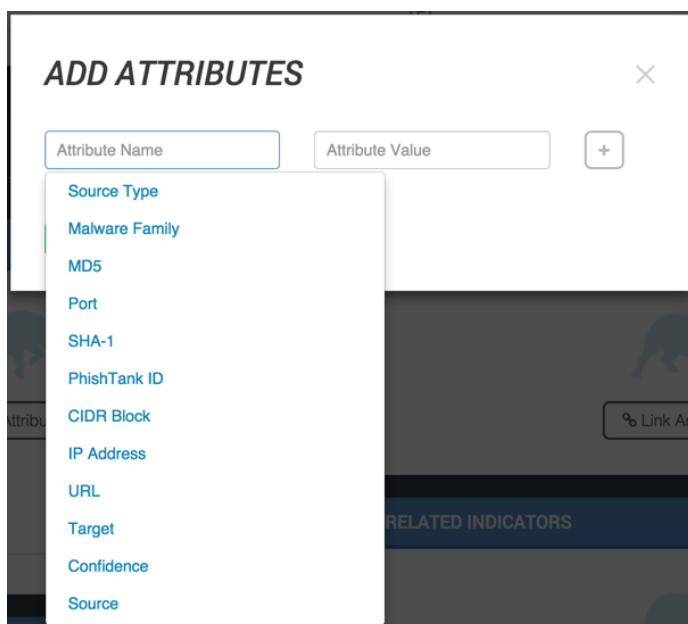 ADD ATTRIBUTES
Attribute Name
Attribute Value
Source Type
Malware Family
MD5
Port
SHA-1
PhishTank ID
CIDR Block
IP Address
URL
Target
Confidence
Source
Link
RELATED INDICATORS